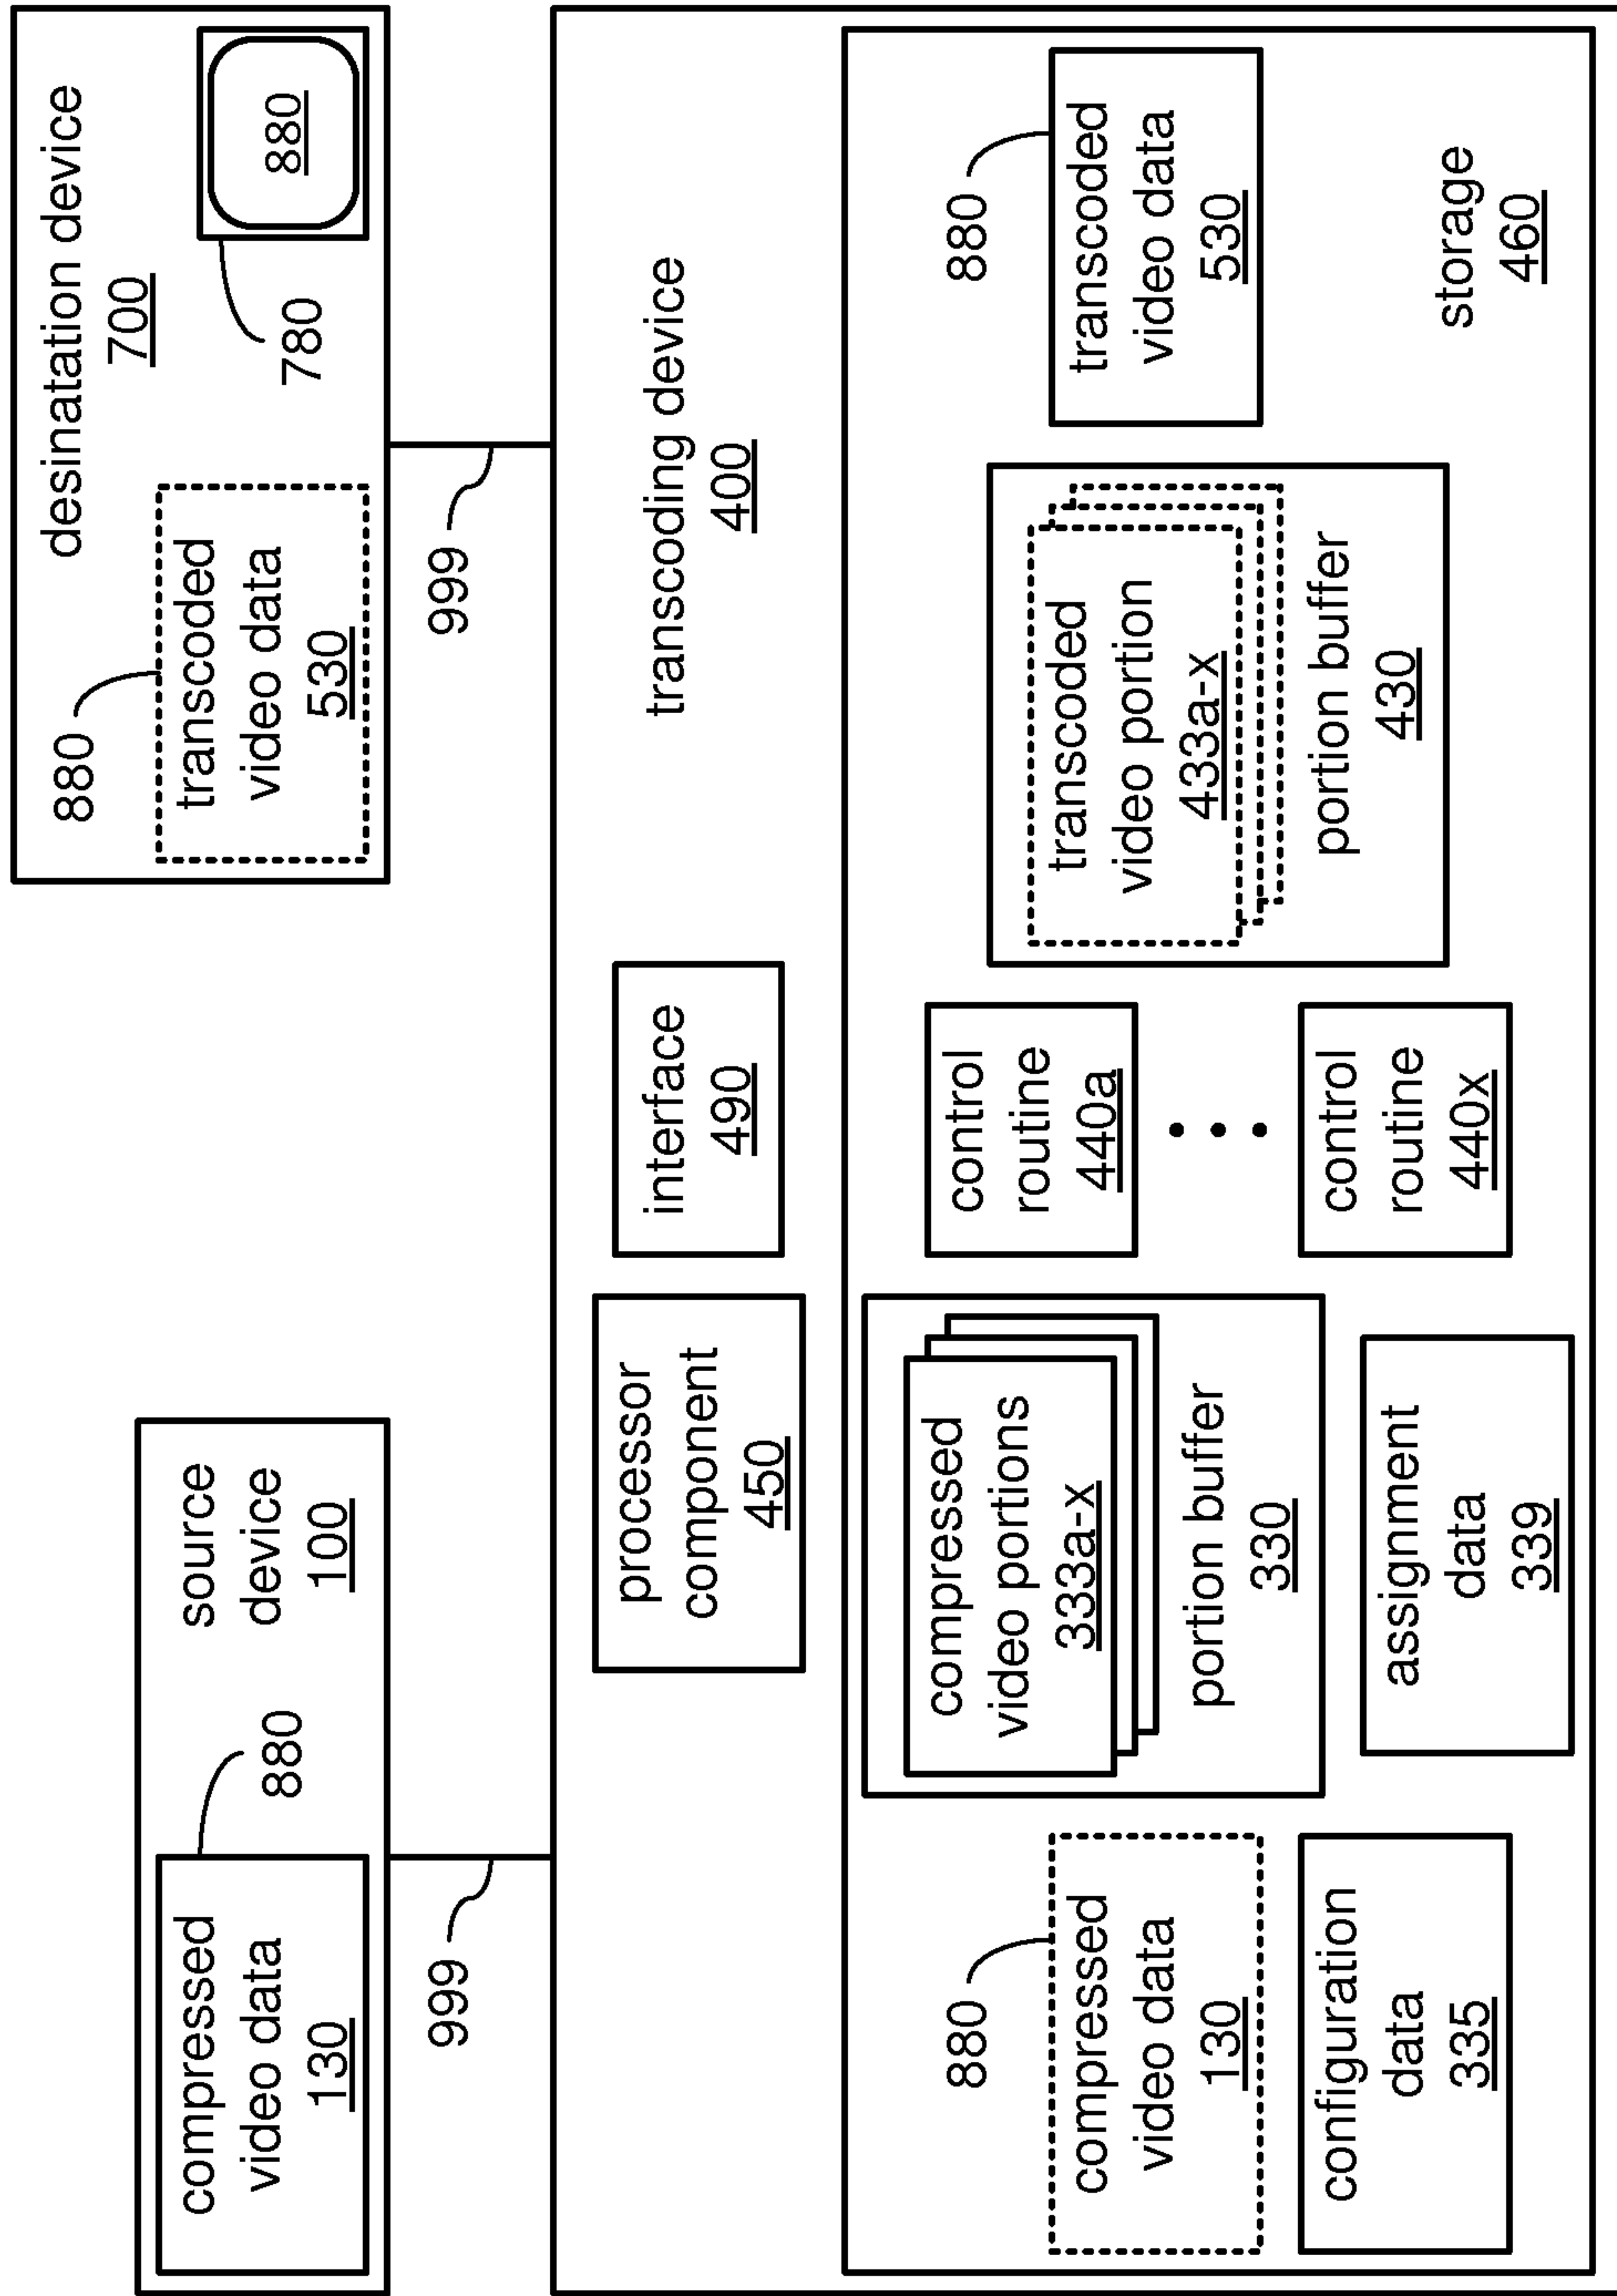 compressed
video data
130
880
source
device
100
desinatation device
700
880
transcoded
video data
530
780
880
999
999
transcoding device
400
processor
component
450
interface
490
880
compressed
video data
130
configuration
data
335
compressed
video portions
333a-x
portion buffer
330
assignment
data
339
control
routine
440a
control
routine
440x
transcoded
video portion
433a-x
portion buffer
430
880
transcoded
video data
530
storage
460